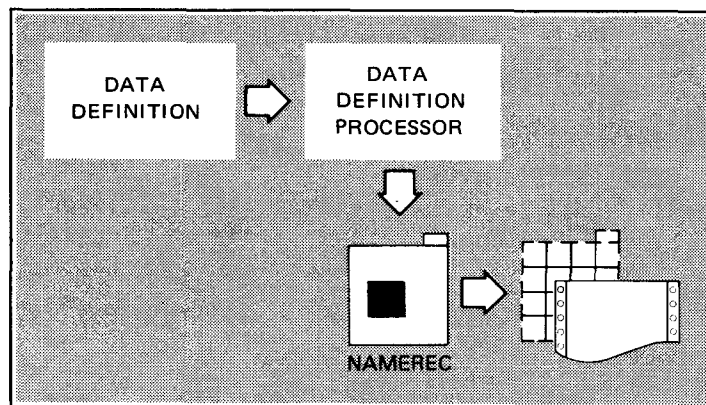 DATA
DEFINITION
DATA
DEFINITION
PROCESSOR
NAMEREC